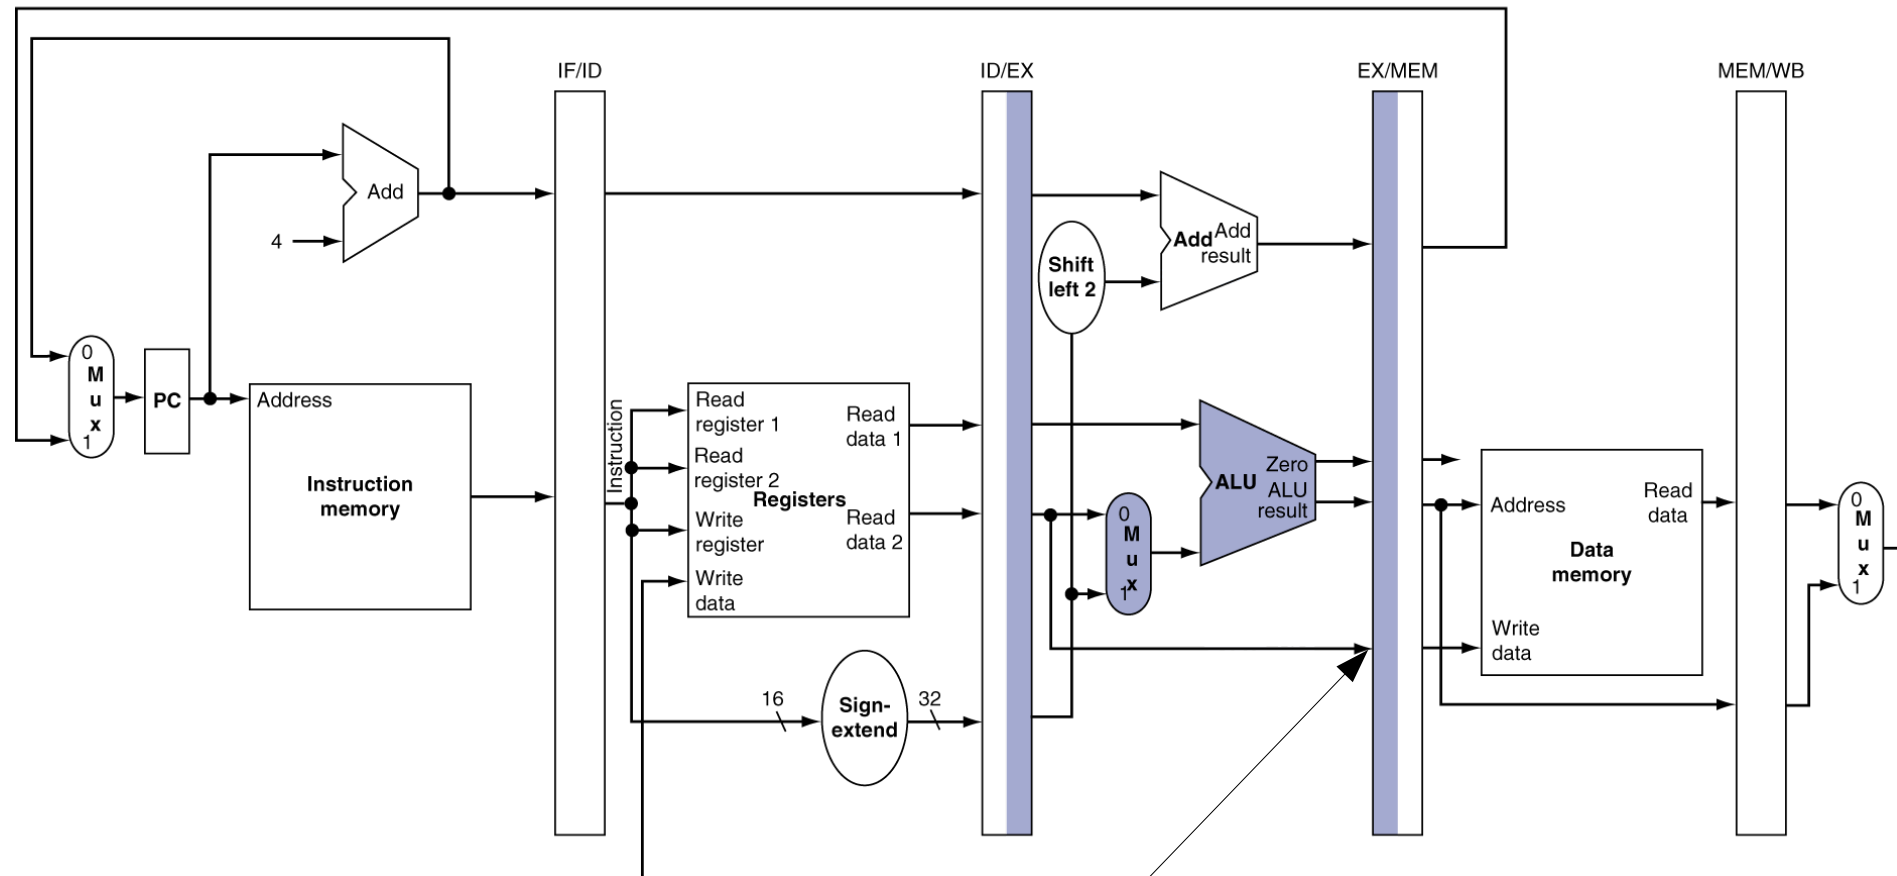 IF/ID
ID/EX
EX/MEM
MEM/WB
Add
4
Shift
left 2
Add
Add
result
0
M
u
x
1
PC
Address
Instruction
memory
Instruction
Read
register 1
Read
register 2
Write
register
Write
data
Registers
Read
data 1
Read
data 2
16
Sign-
extend
32
0
M
u
x
1
ALU
Zero
ALU
result
Address
Read
data
Data
memory
Write
data
0
M
u
x
1